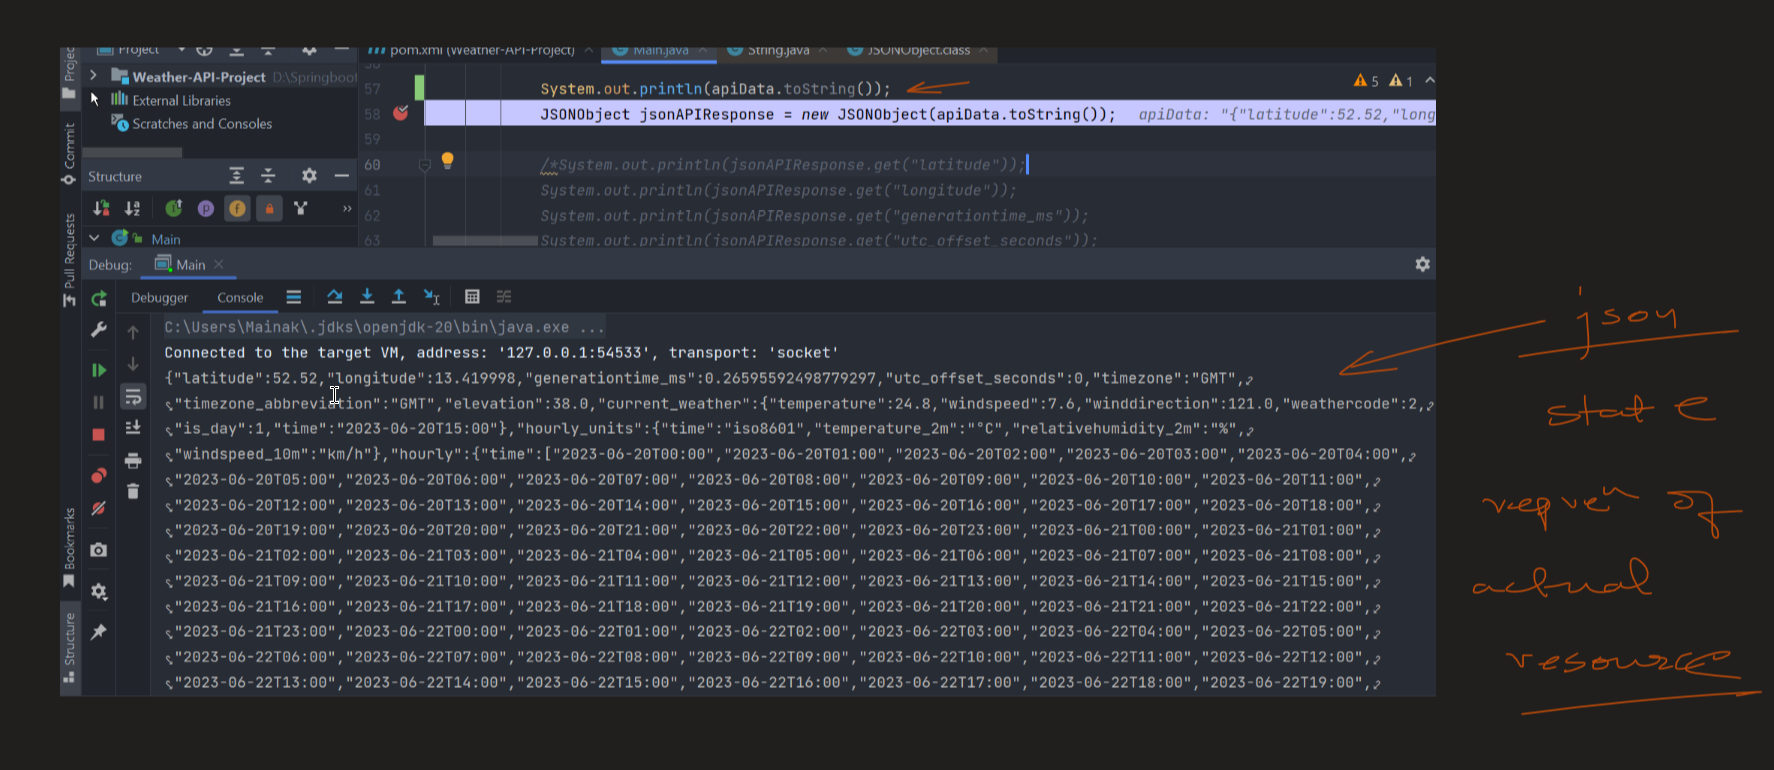 Project
pom.xml (Weather-API-Project)
Main.java
String.java
JSONObject.class
Project
Weather-API-Project D:\Springboot
External Libraries
Scratches and Consoles
Commit
Structure
Pull Requests
Main
57 System.out.println(apiData.toString());
5 1
58 JSONObject jsonAPIResponse = new JSONObject(apiData.toString()); apiData: "{"latitude":52.52,"long
59
60 /*System.out.println(jsonAPIResponse.get("latitude"));
61 System.out.println(jsonAPIResponse.get("longitude"));
62 System.out.println(jsonAPIResponse.get("generationtime_ms"));
63 System.out.println(jsonAPIResponse.get("utc_offset_seconds"));
Debug: Main
Debugger Console
C:\Users\Mainak\.jdks\openjdk-20\bin\java.exe ...
Connected to the target VM, address: '127.0.0.1:54533', transport: 'socket'
{"latitude":52.52,"longitude":13.419998,"generationtime_ms":0.26595592498779297,"utc_offset_seconds":0,"timezone":"GMT",
"timezone_abbreviation":"GMT","elevation":38.0,"current_weather":{"temperature":24.8,"windspeed":7.6,"winddirection":121.0,"weathercode":2,
"is_day":1,"time":"2023-06-20T15:00"},"hourly_units":{"time":"iso8601","temperature_2m":"°C","relativehumidity_2m":"%",
"windspeed_10m":"km/h"},"hourly":{"time":["2023-06-20T00:00","2023-06-20T01:00","2023-06-20T02:00","2023-06-20T03:00","2023-06-20T04:00",
"2023-06-20T05:00","2023-06-20T06:00","2023-06-20T07:00","2023-06-20T08:00","2023-06-20T09:00","2023-06-20T10:00","2023-06-20T11:00",
"2023-06-20T12:00","2023-06-20T13:00","2023-06-20T14:00","2023-06-20T15:00","2023-06-20T16:00","2023-06-20T17:00","2023-06-20T18:00",
"2023-06-20T19:00","2023-06-20T20:00","2023-06-20T21:00","2023-06-20T22:00","2023-06-20T23:00","2023-06-21T00:00","2023-06-21T01:00",
"2023-06-21T02:00","2023-06-21T03:00","2023-06-21T04:00","2023-06-21T05:00","2023-06-21T06:00","2023-06-21T07:00","2023-06-21T08:00",
"2023-06-21T09:00","2023-06-21T10:00","2023-06-21T11:00","2023-06-21T12:00","2023-06-21T13:00","2023-06-21T14:00","2023-06-21T15:00",
"2023-06-21T16:00","2023-06-21T17:00","2023-06-21T18:00","2023-06-21T19:00","2023-06-21T20:00","2023-06-21T21:00","2023-06-21T22:00",
"2023-06-21T23:00","2023-06-22T00:00","2023-06-22T01:00","2023-06-22T02:00","2023-06-22T03:00","2023-06-22T04:00","2023-06-22T05:00",
"2023-06-22T06:00","2023-06-22T07:00","2023-06-22T08:00","2023-06-22T09:00","2023-06-22T10:00","2023-06-22T11:00","2023-06-22T12:00",
"2023-06-22T13:00","2023-06-22T14:00","2023-06-22T15:00","2023-06-22T16:00","2023-06-22T17:00","2023-06-22T18:00","2023-06-22T19:00",
Bookmarks
Structure
json
state
of
actual
resource